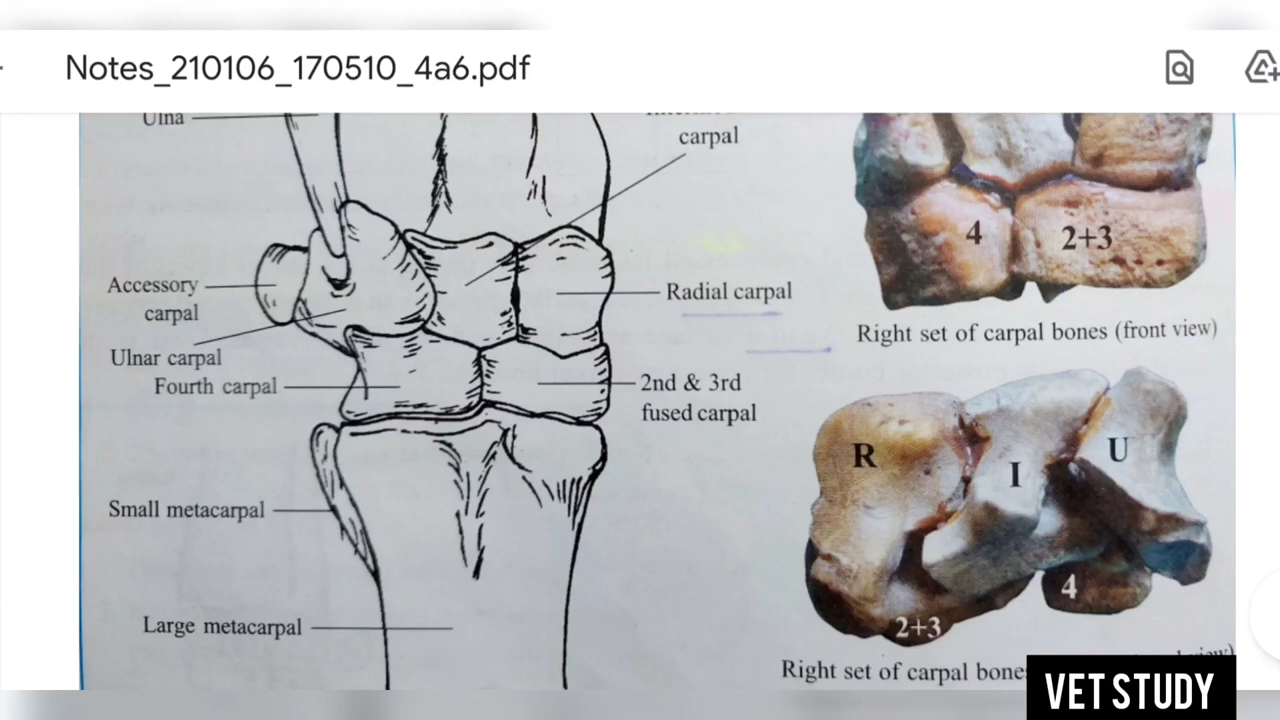 Notes_210106_170510_4a6.pdf
Ulna
carpal
Accessory
carpal
Radial carpal
Ulnar carpal
Fourth carpal
2nd & 3rd
fused carpal
Small metacarpal
Large metacarpal
4
2+3
Right set of carpal bones (front view)
R
I
U
4
2+3
Right set of carpal bone
VET STUDY